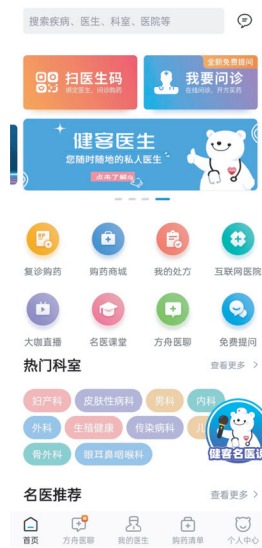 搜索疾病、医生、科室、医院等
扫医生码
绑定医生、问诊购药
全新免费提问
我要问诊
在线问诊、开方买药
健客医生
您随时随地的私人医生
点击了解
复诊购药 购药商城 我的处方 互联网医院
大咖直播 名医课堂 方舟医聊 免费提问
热门科室 查看更多 >
妇产科 皮肤性病科 男科 内科
外科 生殖健康 传染病科 儿
骨外科 眼耳鼻咽喉科
健客名医说
名医推荐 查看更多 >
首页 方舟医聊 我的医生 购药清单 个人中心